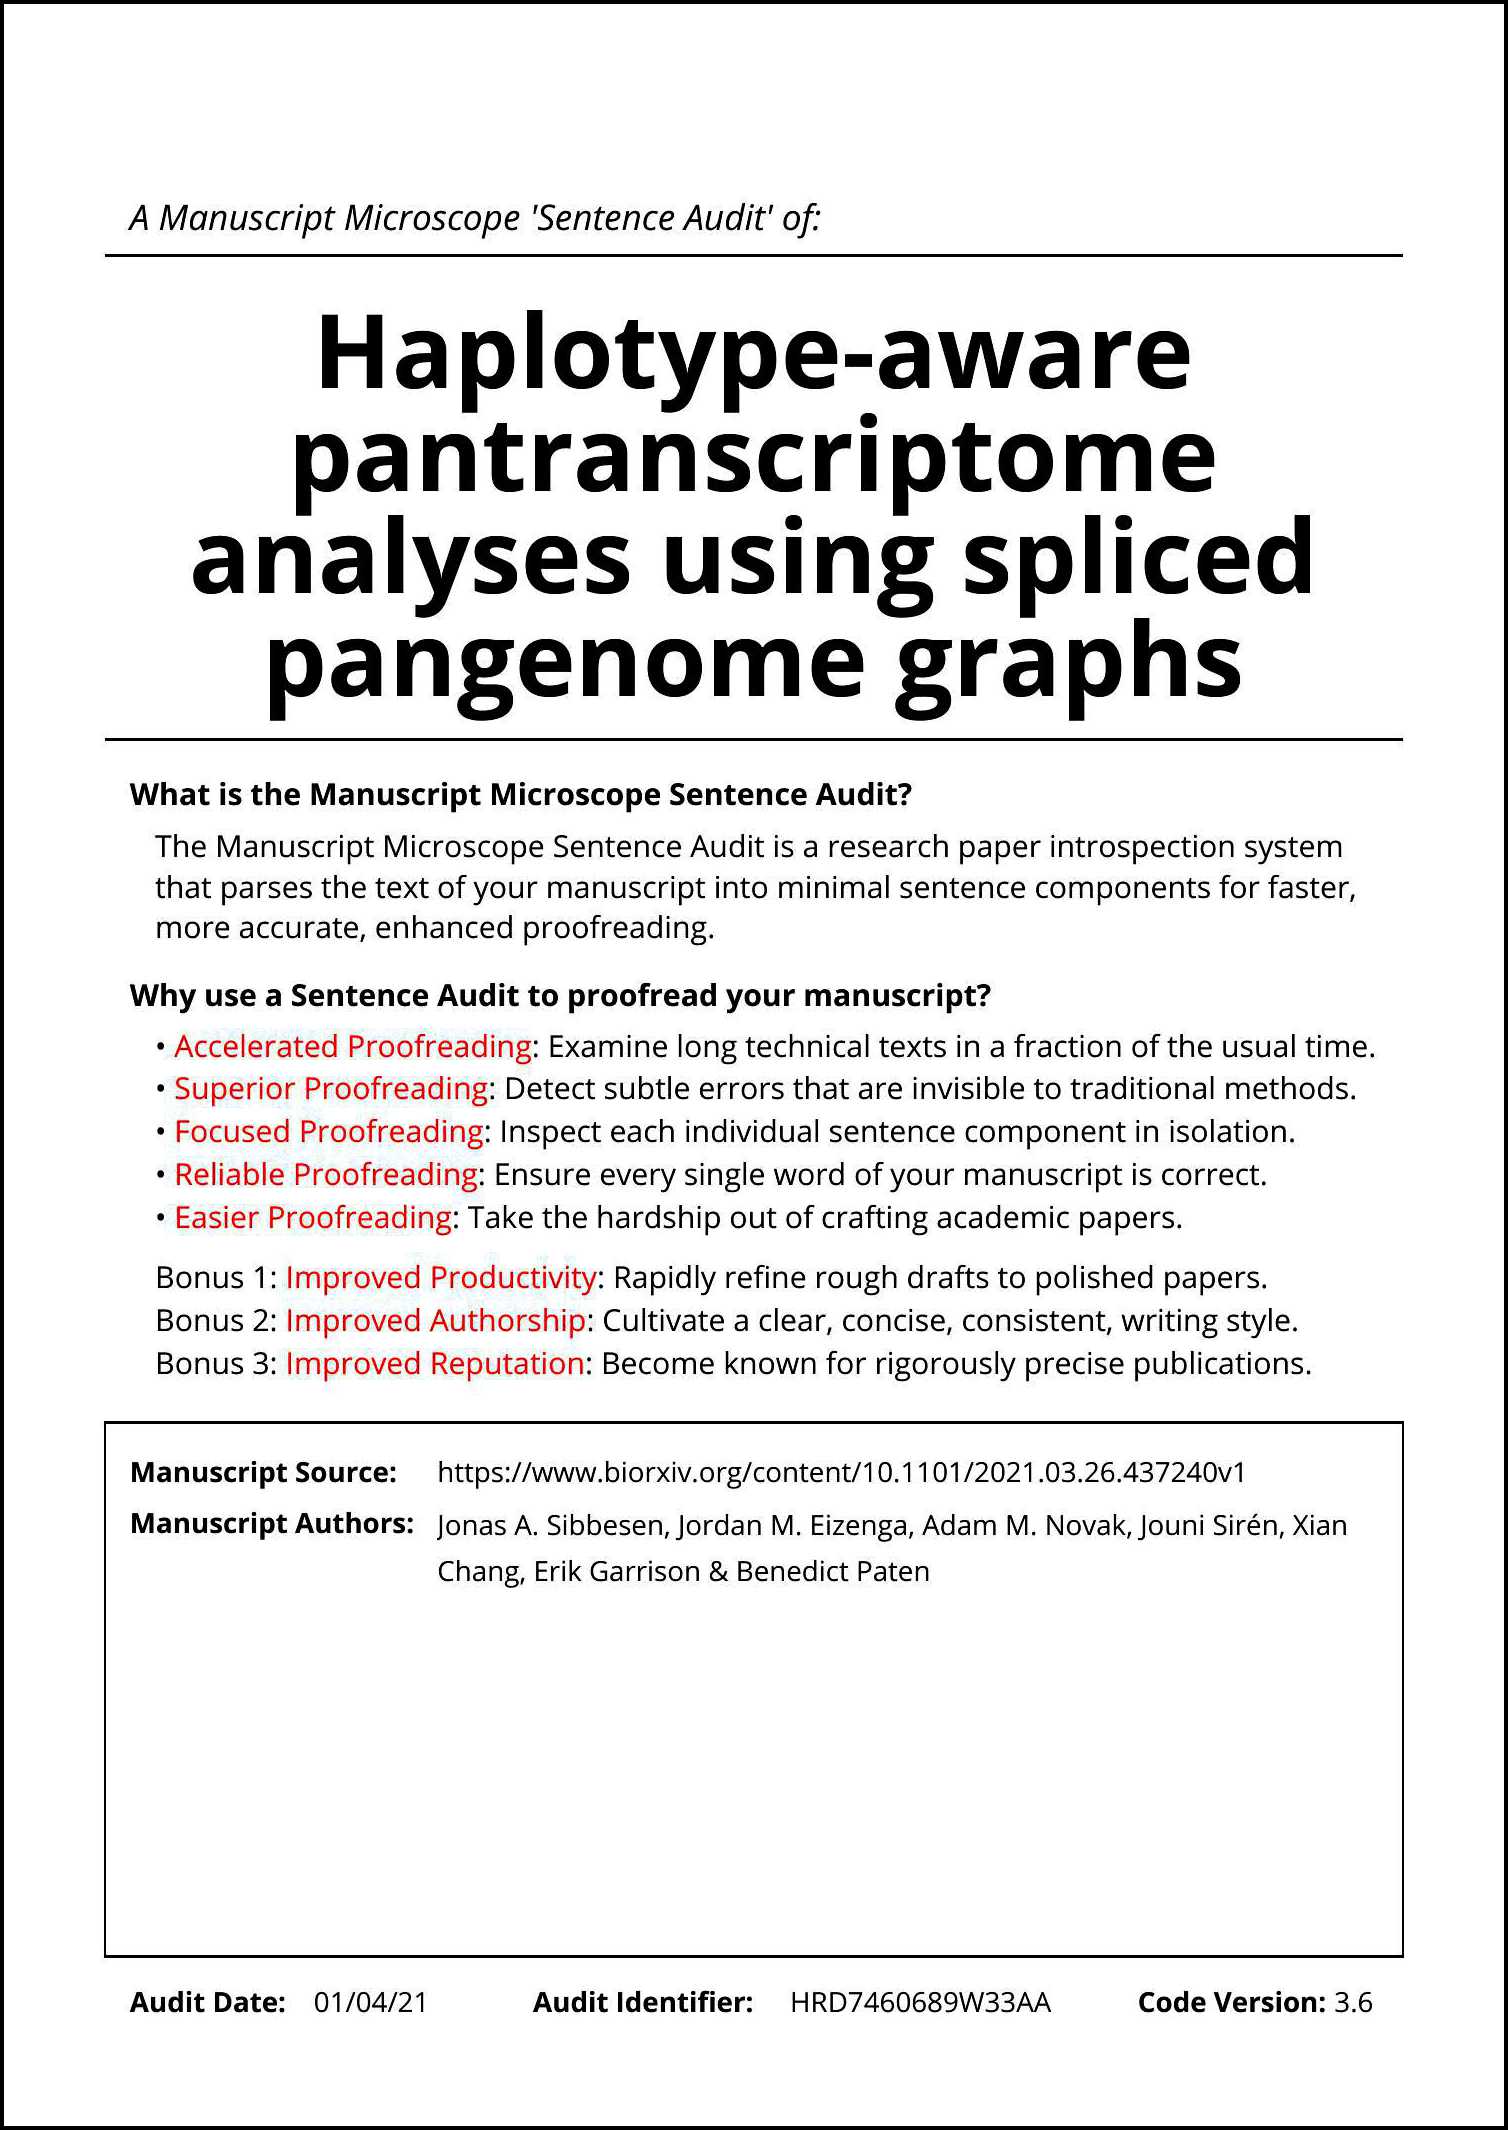 A Manuscript Microscope 'Sentence Audit' of:
Haplotype-aware
pantranscriptome
analyses using spliced
pangenome graphs
What is the Manuscript Microscope Sentence Audit?
The Manuscript Microscope Sentence Audit is a research paper introspection system
that parses the text of your manuscript into minimal sentence components for faster,
more accurate, enhanced proofreading.
Why use a Sentence Audit to proofread your manuscript?
• Accelerated Proofreading: Examine long technical texts in a fraction of the usual time.
• Superior Proofreading: Detect subtle errors that are invisible to traditional methods.
• Focused Proofreading: Inspect each individual sentence component in isolation.
• Reliable Proofreading: Ensure every single word of your manuscript is correct.
• Easier Proofreading: Take the hardship out of crafting academic papers.
Bonus 1: Improved Productivity: Rapidly refine rough drafts to polished papers.
Bonus 2: Improved Authorship: Cultivate a clear, concise, consistent, writing style.
Bonus 3: Improved Reputation: Become known for rigorously precise publications.
Manuscript Source: https://www.biorxiv.org/content/10.1101/2021.03.26.437240v1
Manuscript Authors: Jonas A. Sibbesen, Jordan M. Eizenga, Adam M. Novak, Jouni Sirén, Xian
Chang, Erik Garrison & Benedict Paten
Audit Date: 01/04/21 Audit Identifier: HRD7460689W33AA Code Version: 3.6